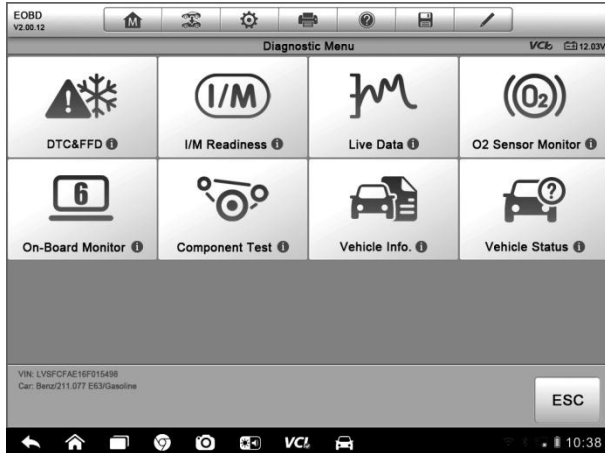 EOBD
V2.00.12
M
Diagnostic Menu
VCI 12.03V
I/M
O2
DTC&FFD
I/M Readiness
Live Data
O2 Sensor Monitor
6
On-Board Monitor
Component Test
Vehicle Info.
Vehicle Status
VIN: LVSFCFAE16F015498
Car: Benz/211.077 E63/Gasoline
ESC
VCI 10:38